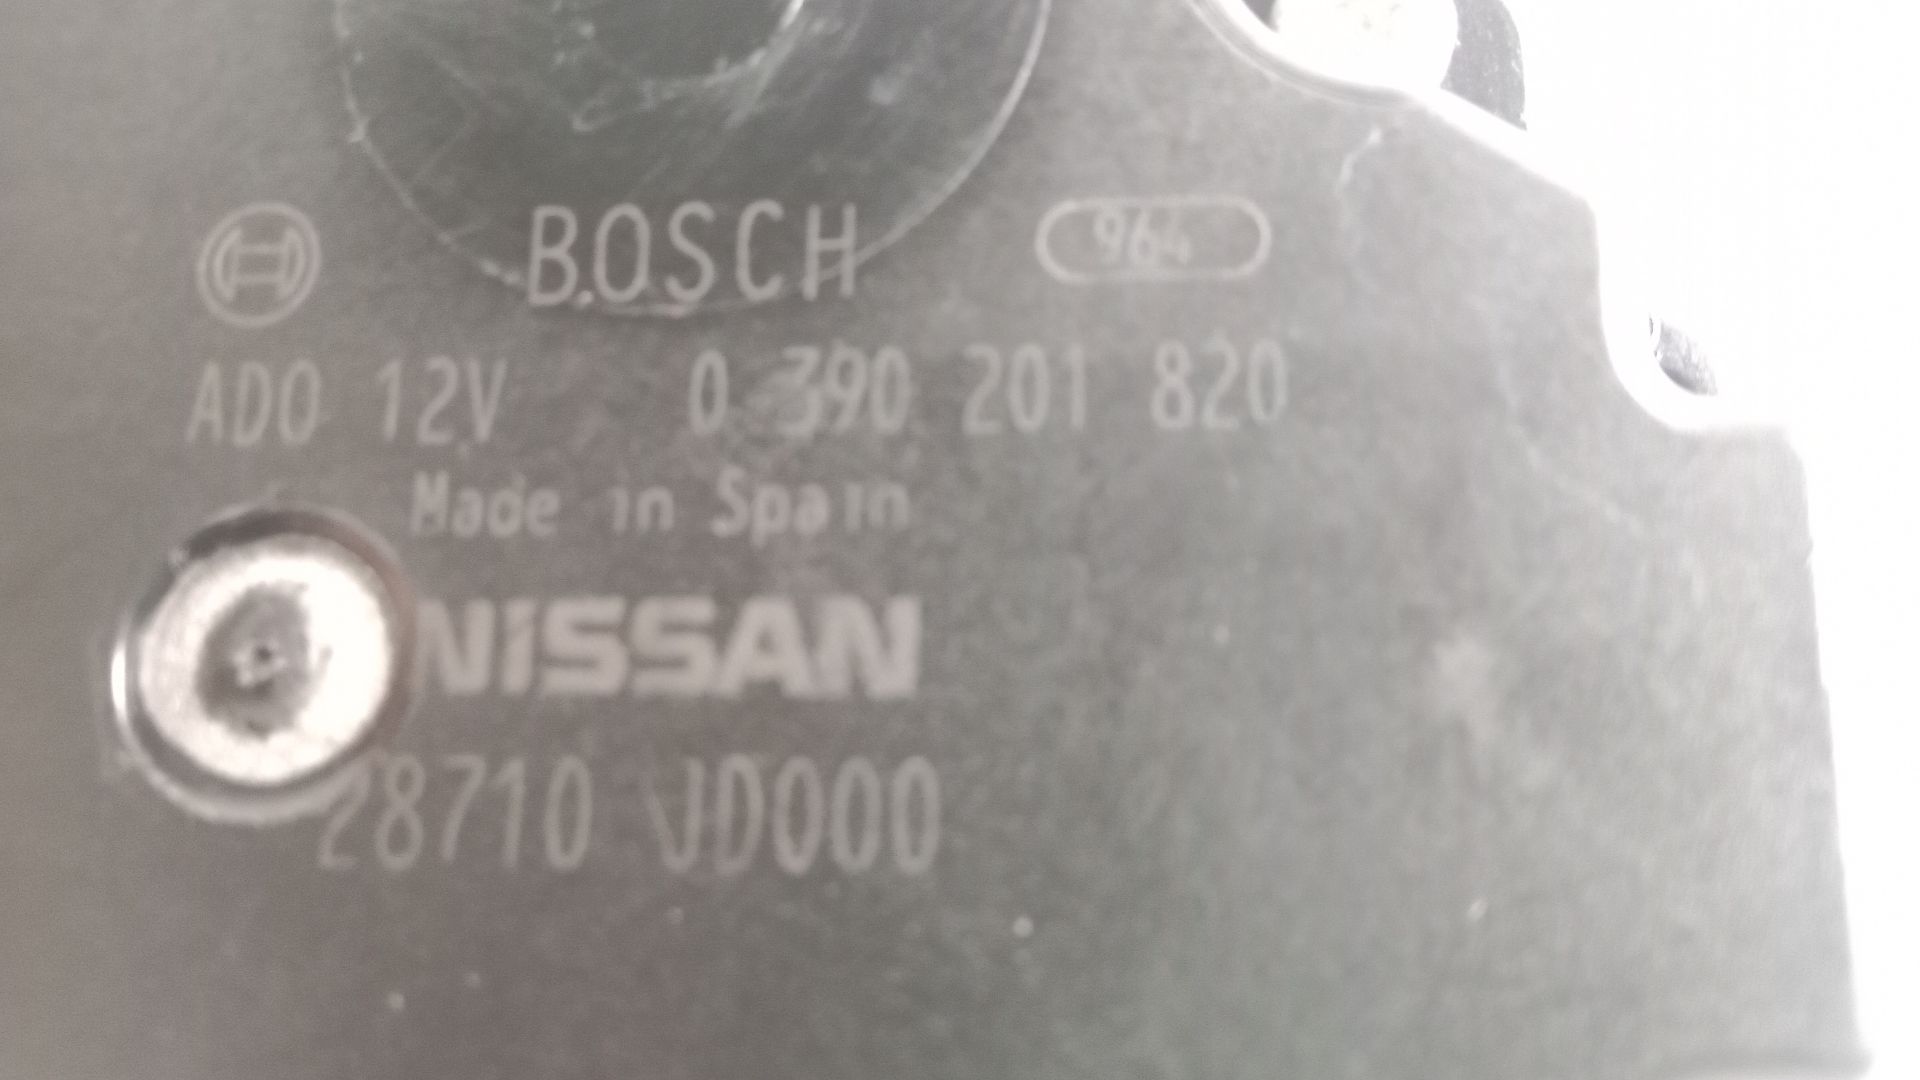 BOSCH 964
ADO 12V 0 390 201 820
Made in Spain
NISSAN
28710 JD000